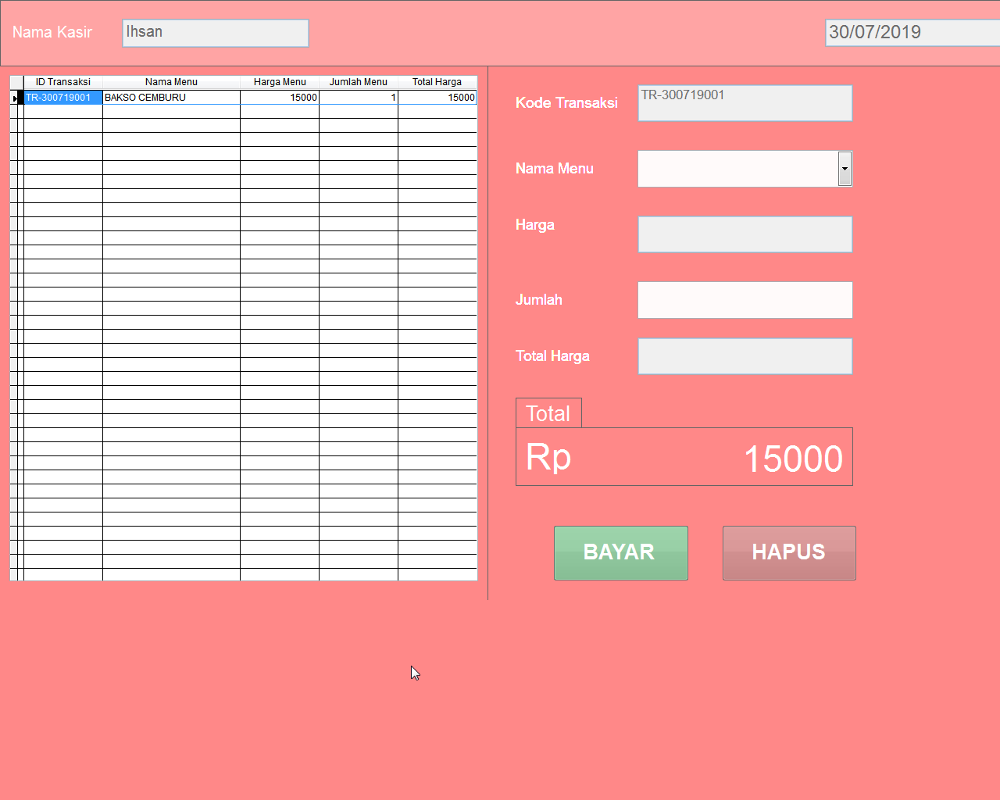 Nama Kasir Ihsan 30/07/2019
ID Transaksi Nama Menu Harga Menu Jumlah Menu Total Harga
TR-300719001 BAKSO CEMBURU 15000 1 15000
Kode Transaksi TR-300719001
Nama Menu
Harga
Jumlah
Total Harga
Total
Rp 15000
BAYAR HAPUS